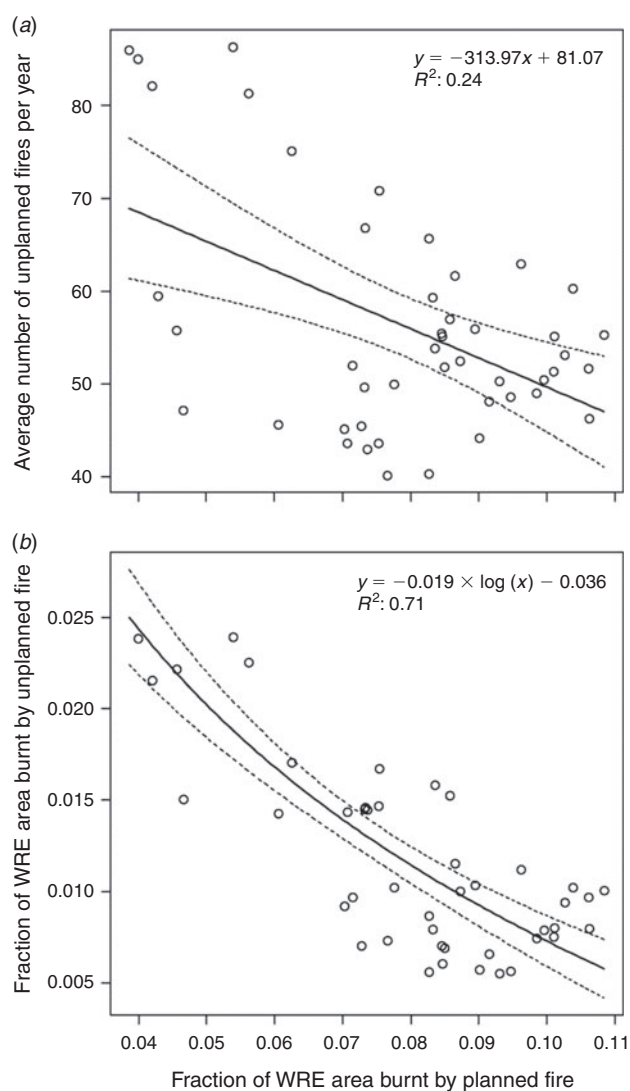 (a)
y = −313.97x + 81.07
R²: 0.24
Average number of unplanned fires per year
80
70
60
50
40
(b)
y = −0.019 × log (x) − 0.036
R²: 0.71
Fraction of WRE area burnt by unplanned fire
0.025
0.020
0.015
0.010
0.005
0.04 0.05 0.06 0.07 0.08 0.09 0.10 0.11
Fraction of WRE area burnt by planned fire